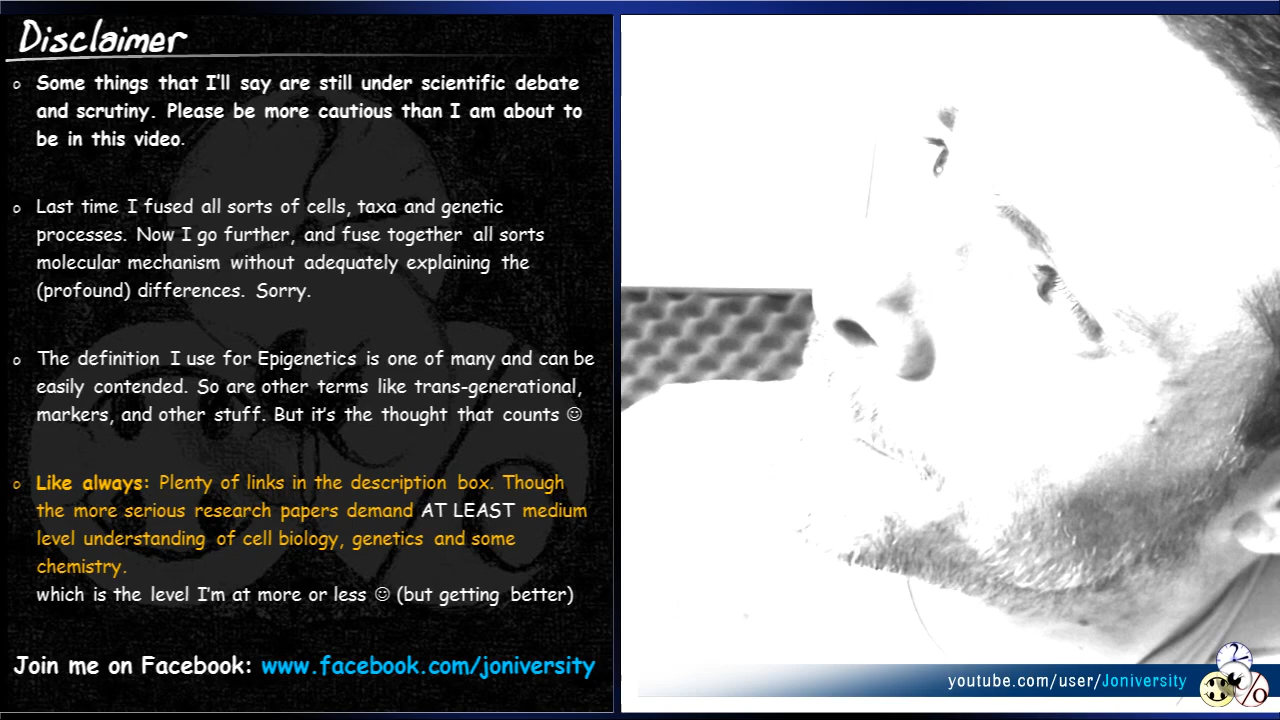 Disclaimer
o Some things that I'll say are still under scientific debate
and scrutiny. Please be more cautious than I am about to
be in this video.
o Last time I fused all sorts of cells, taxa and genetic
processes. Now I go further, and fuse together all sorts
molecular mechanism without adequately explaining the
(profound) differences. Sorry.
o The definition I use for Epigenetics is one of many and can be
easily contended. So are other terms like trans-generational,
markers, and other stuff. But it's the thought that counts ☺
o Like always: Plenty of links in the description box. Though
the more serious research papers demand AT LEAST medium
level understanding of cell biology, genetics and some
chemistry.
which is the level I'm at more or less ☺ (but getting better)
Join me on Facebook: www.facebook.com/joniversity
youtube.com/user/Joniversity